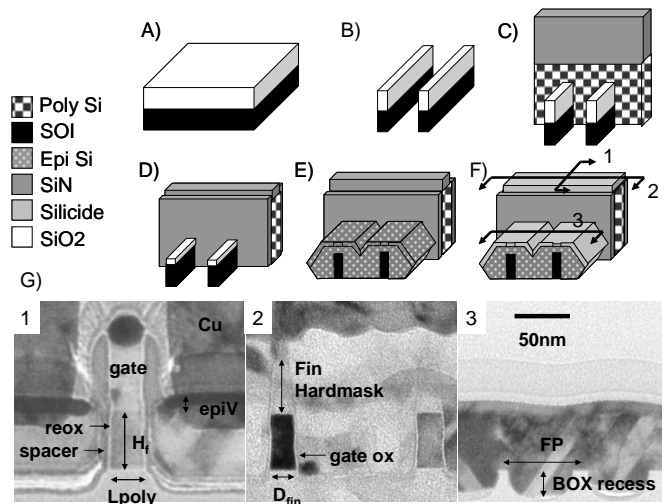 A)
B)
C)
Poly Si
SOI
Epi Si
SiN
Silicide
SiO2
D)
E)
F)
1
2
3
G)
1
Cu
gate
epiV
reox
spacer
Hf
Lpoly
2
Fin
Hardmask
gate ox
Dfin
3
50nm
FP
BOX recess